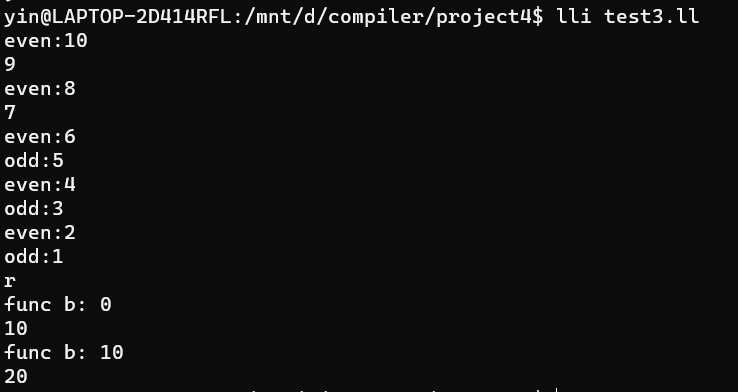 yin@LAPTOP-2D414RFL:/mnt/d/compiler/project4$ lli test3.ll
even:10
9
even:8
7
even:6
odd:5
even:4
odd:3
even:2
odd:1
r
func b: 0
10
func b: 10
20